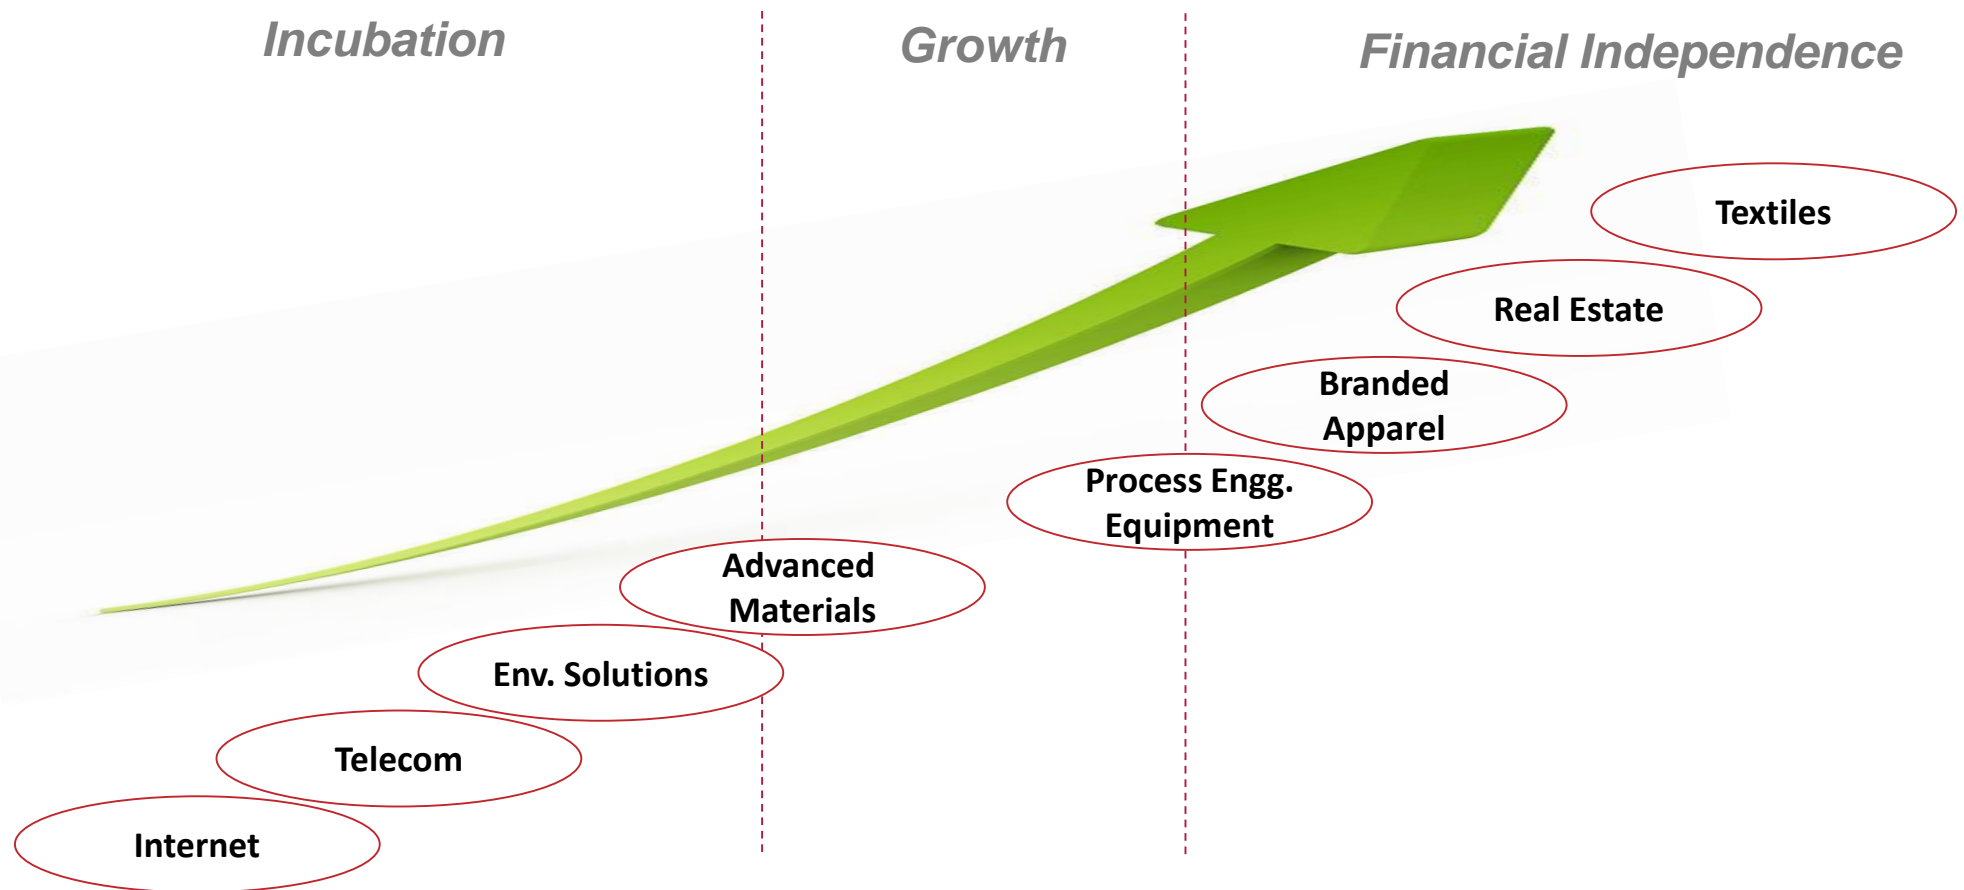 Incubation
Growth
Financial Independence
Textiles
Real Estate
Branded
Apparel
Process Engg.
Equipment
Advanced
Materials
Env. Solutions
Telecom
Internet